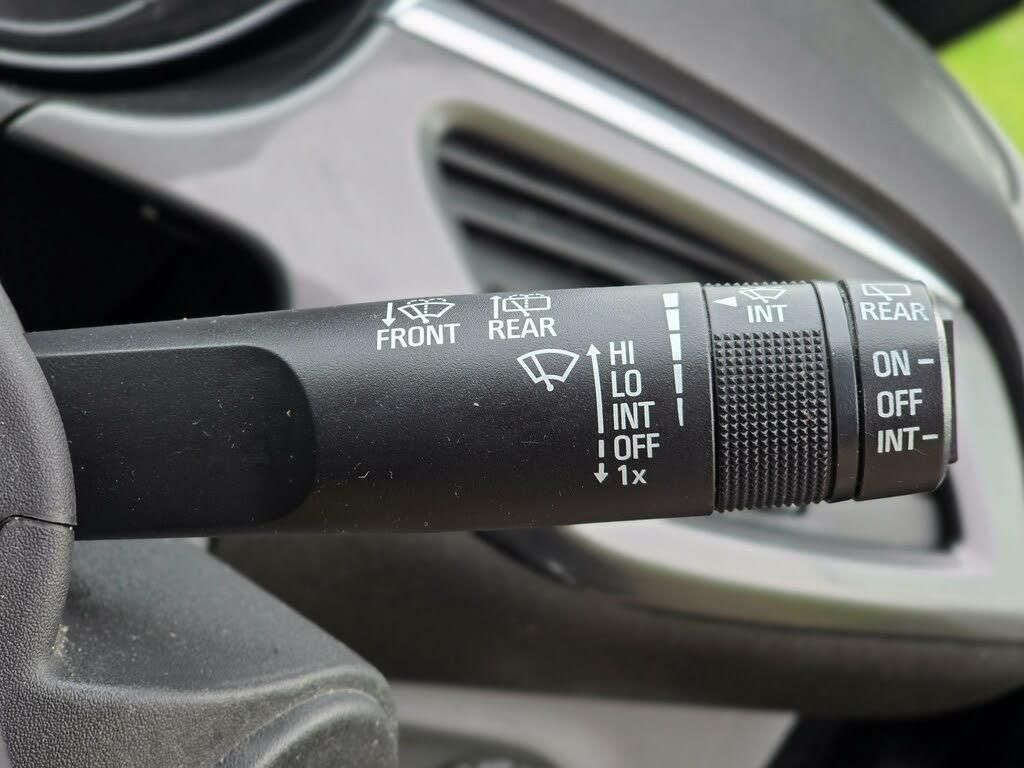 FRONT
REAR
HI
LO
INT
OFF
1x
INT
REAR
ON
OFF
INT